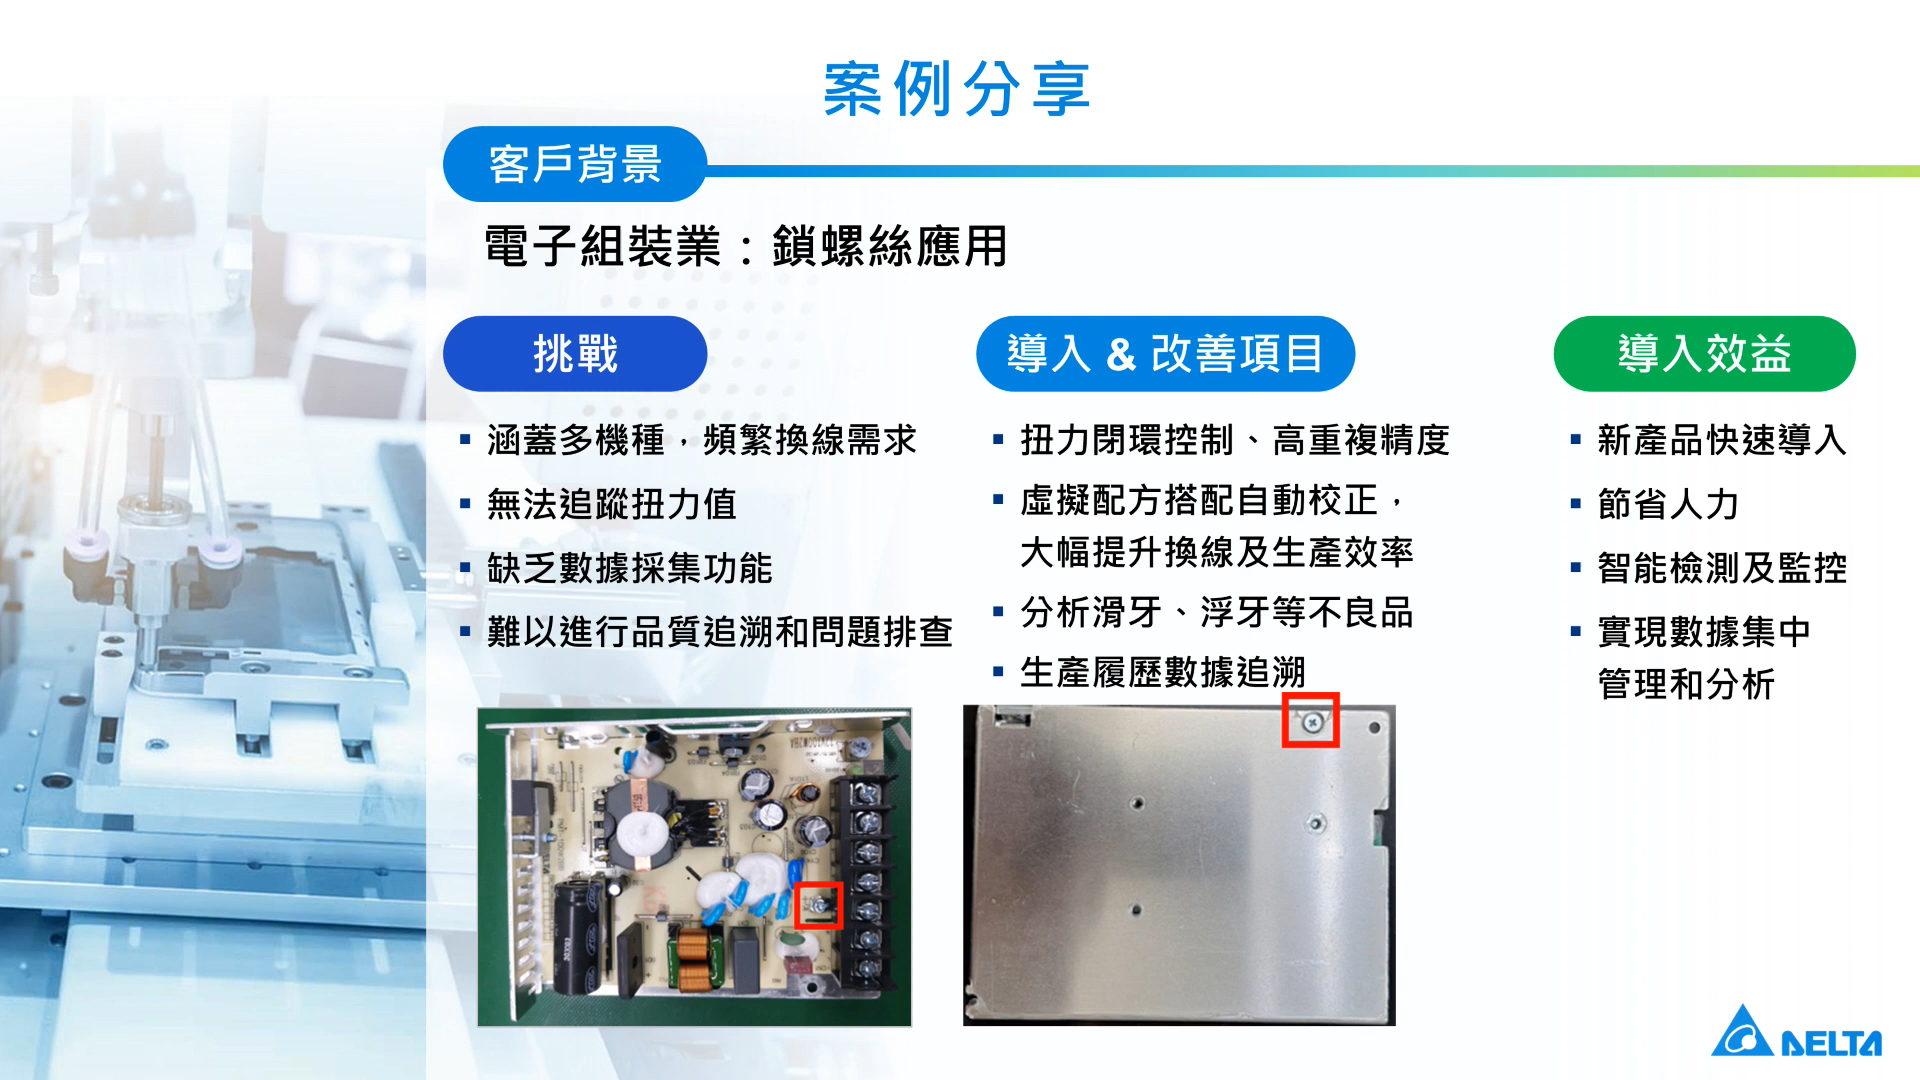 案例分享
客戶背景
電子組裝業：鎖螺絲應用
挑戰
▪ 涵蓋多機種，頻繁換線需求
▪ 無法追蹤扭力值
▪ 缺乏數據採集功能
▪ 難以進行品質追溯和問題排查
導入 & 改善項目
▪ 扭力閉環控制、高重複精度
▪ 虛擬配方搭配自動校正，
大幅提升換線及生產效率
▪ 分析滑牙、浮牙等不良品
▪ 生產履歷數據追溯
導入效益
▪ 新產品快速導入
▪ 節省人力
▪ 智能檢測及監控
▪ 實現數據集中
管理和分析
DELTA